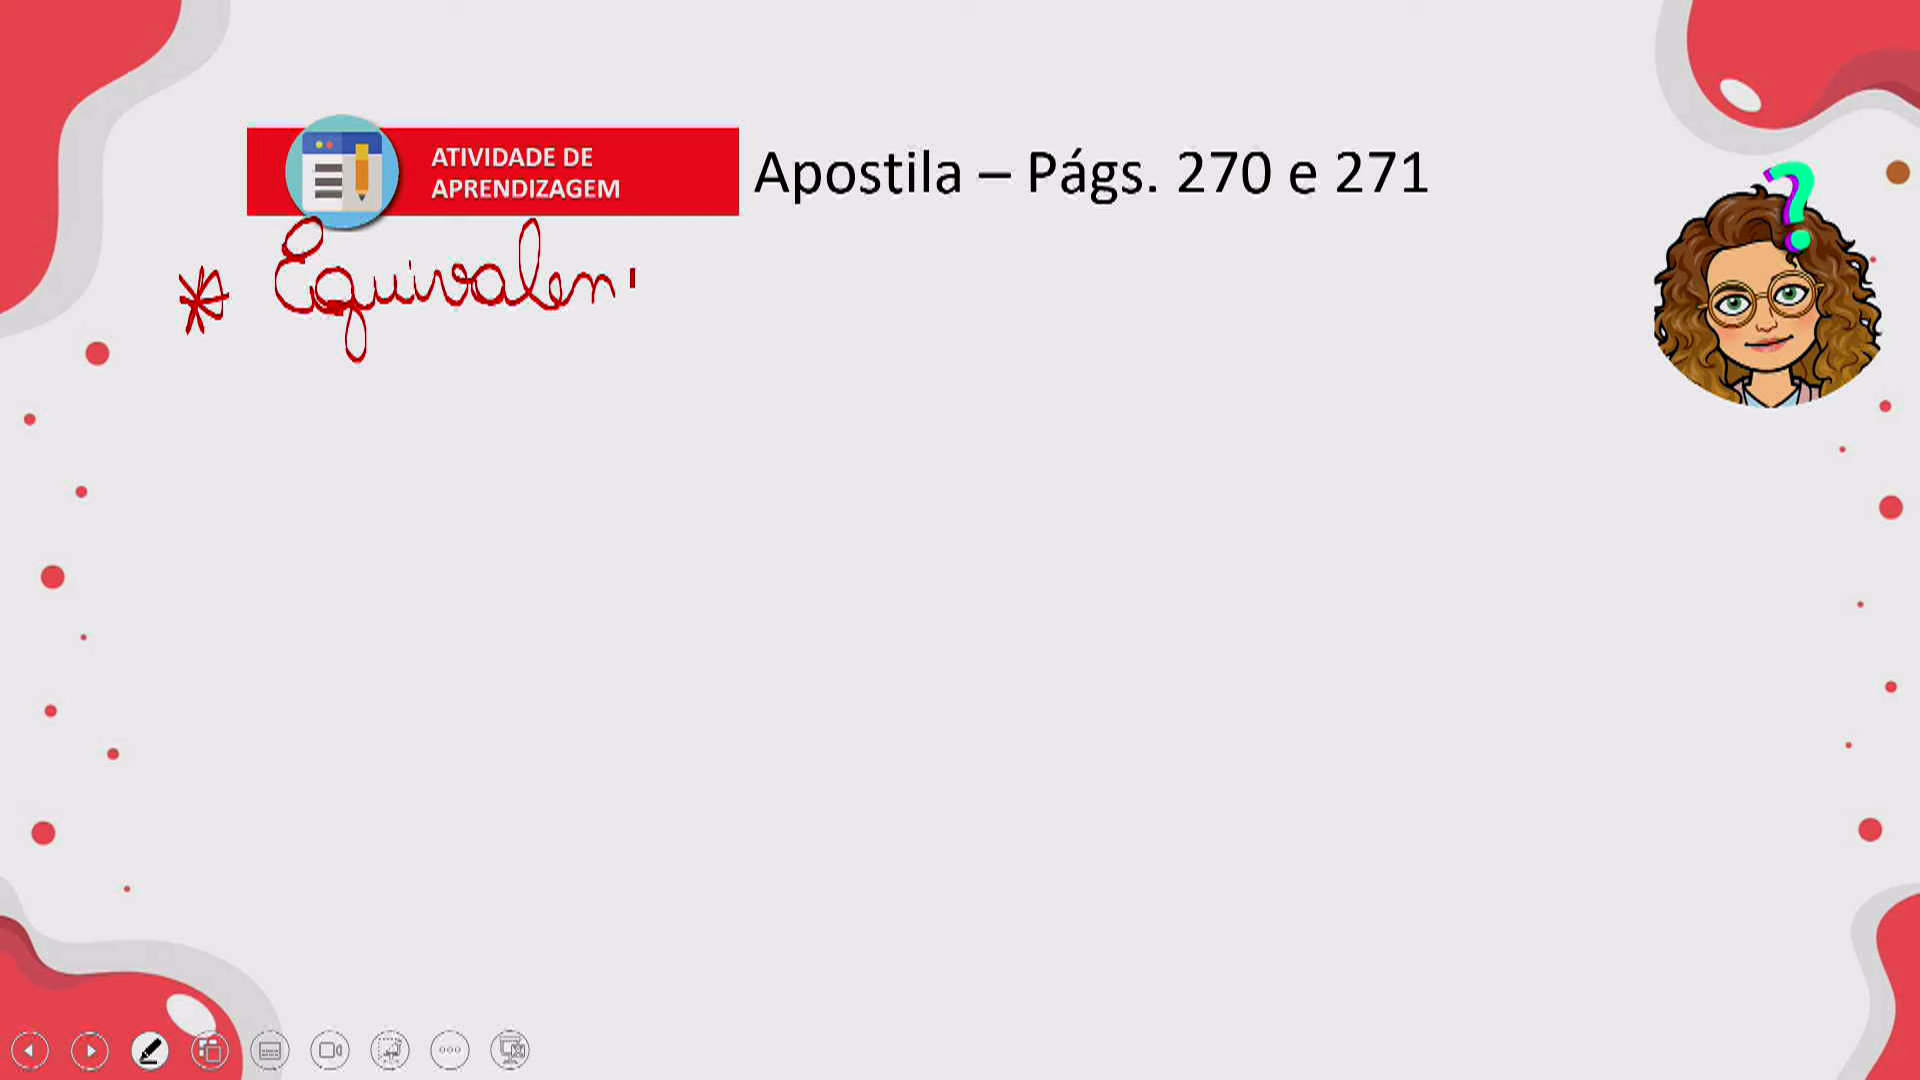 ATIVIDADE DE
APRENDIZAGEM
Apostila – Págs. 270 e 271
* Equivalen
?